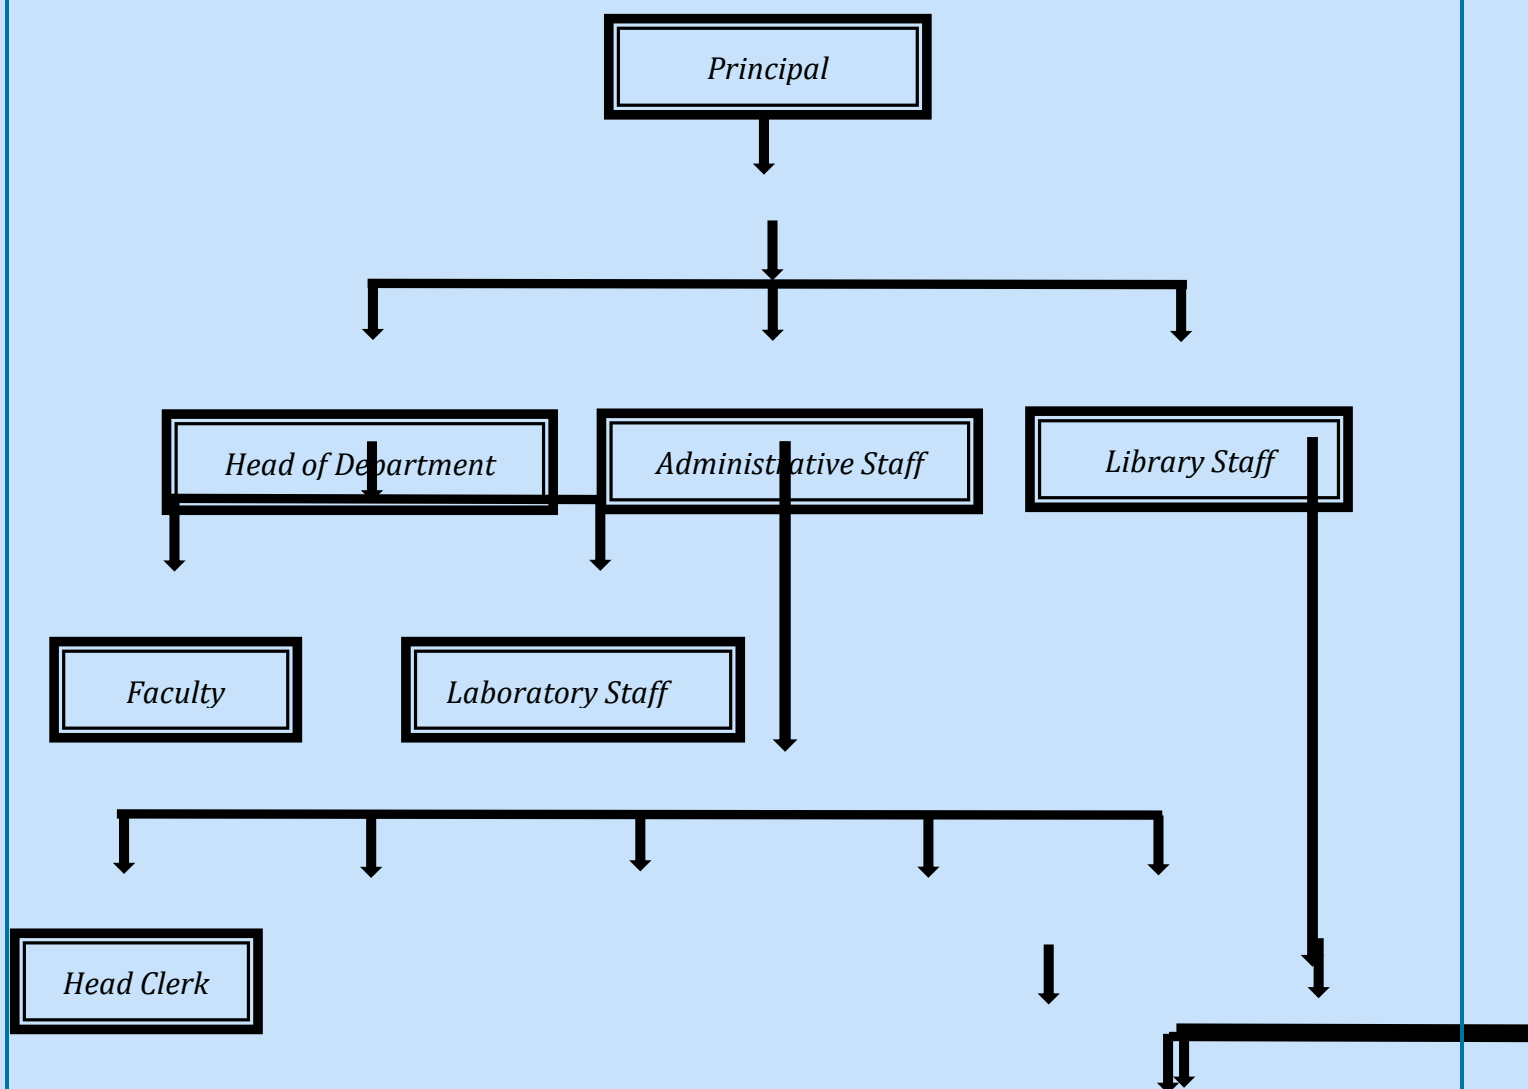 Principal
Head of Department
Administrative Staff
Library Staff
Faculty
Laboratory Staff
Head Clerk